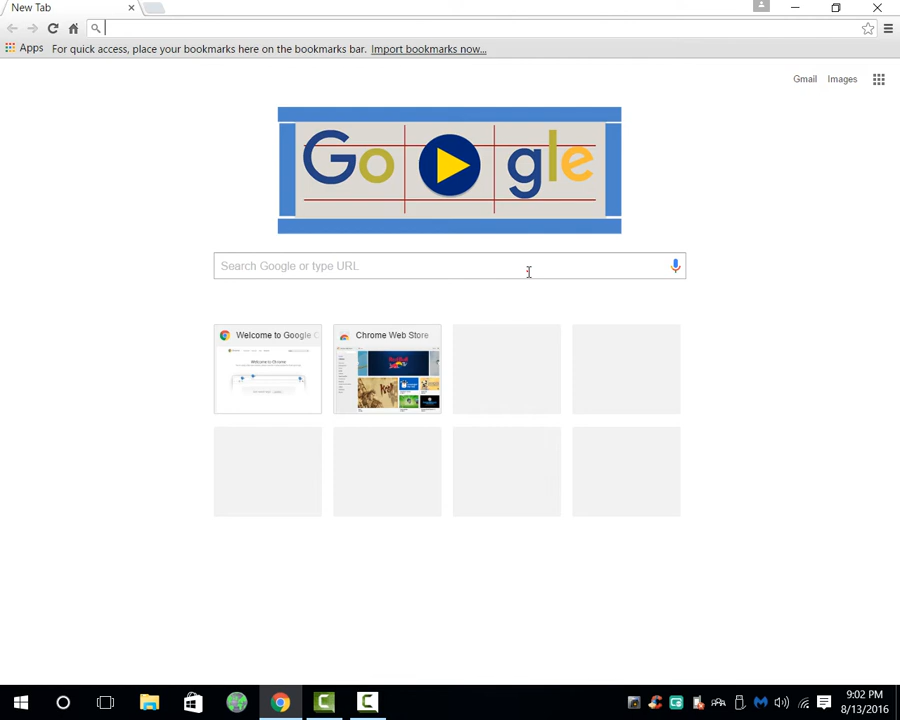 New Tab
Apps For quick access, place your bookmarks here on the bookmarks bar. Import bookmarks now...
Gmail Images
Go gle
Search Google or type URL
Welcome to Google C Chrome Web Store
9:02 PM
8/13/2016